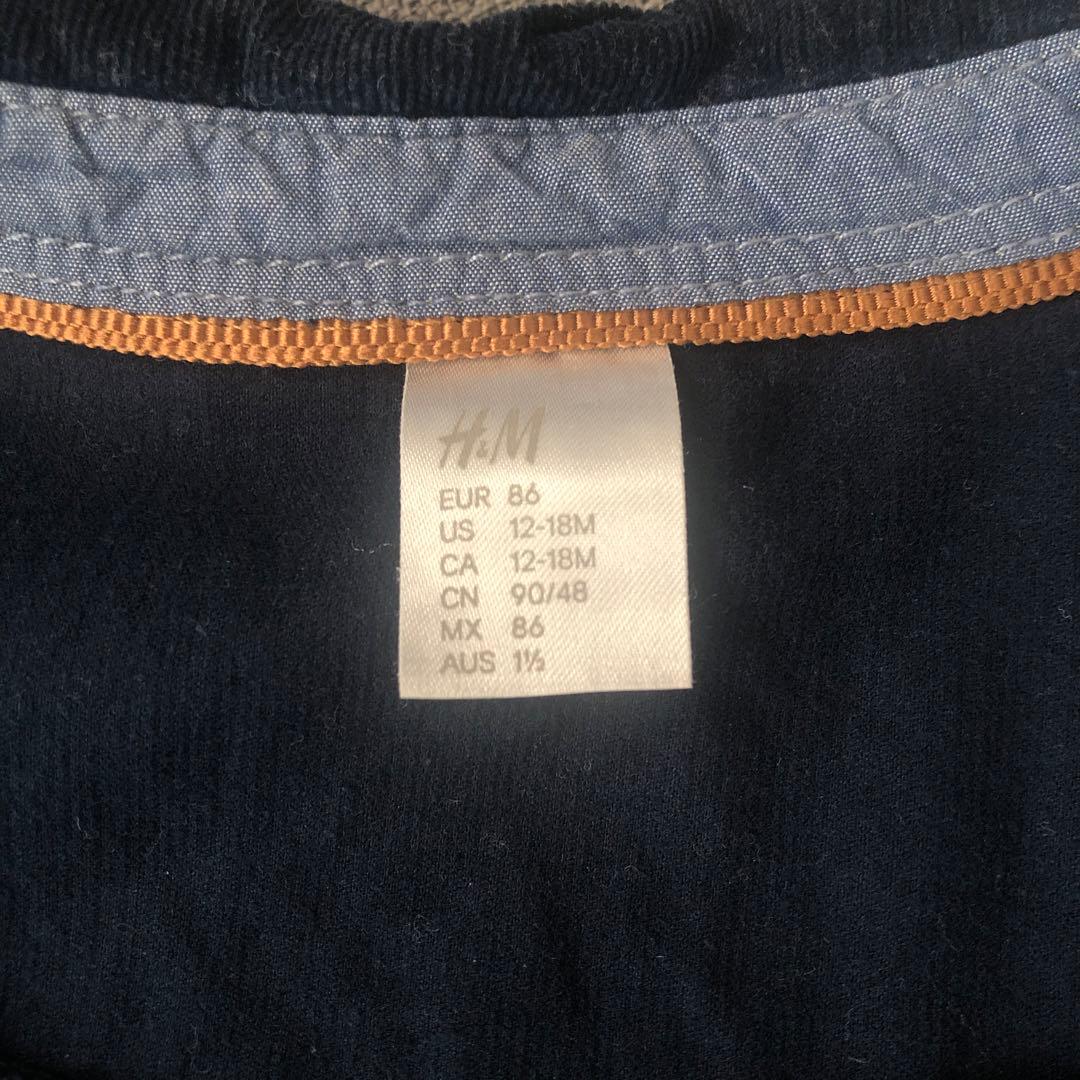 H&M
EUR 86
US 12-18M
CA 12-18M
CN 90/48
MX 86
AUS 1½